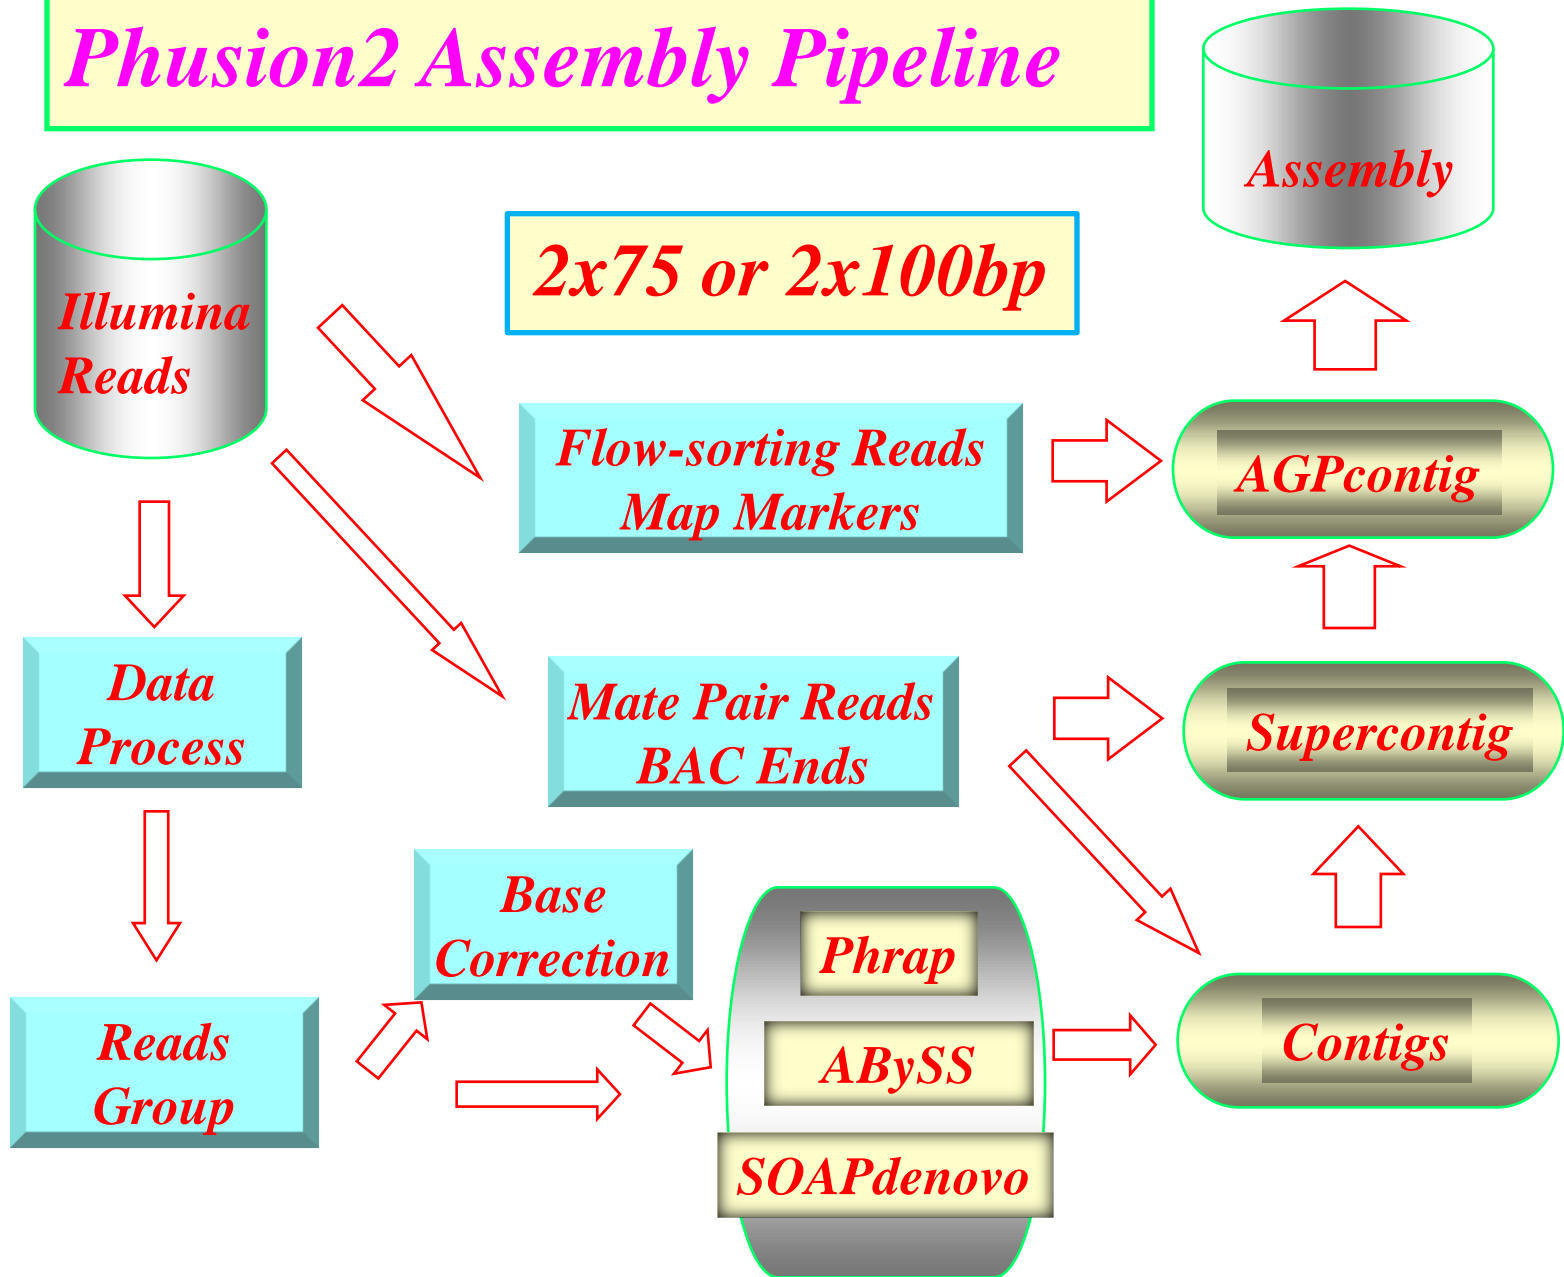 Phusion2 Assembly Pipeline
Assembly
Illumina
Reads
2x75 or 2x100bp
Flow-sorting Reads
Map Markers
AGPcontig
Data
Process
Mate Pair Reads
BAC Ends
Supercontig
Base
Correction
Phrap
ABySS
SOAPdenovo
Contigs
Reads
Group